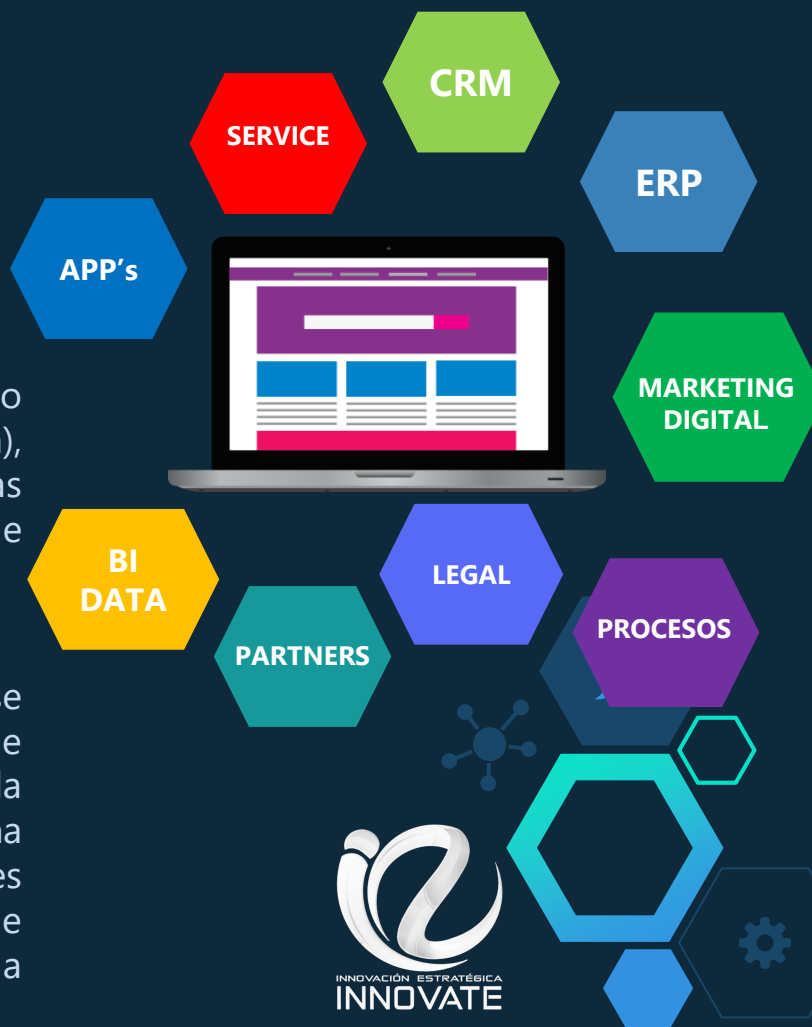 CRM
SERVICE
ERP
APP’s
MARKETING
DIGITAL
o
),
e
BI
DATA
LEGAL
PROCESOS
PARTNERS
e
a
INNOVACIÓN ESTRATÉGICA
INNOVATE